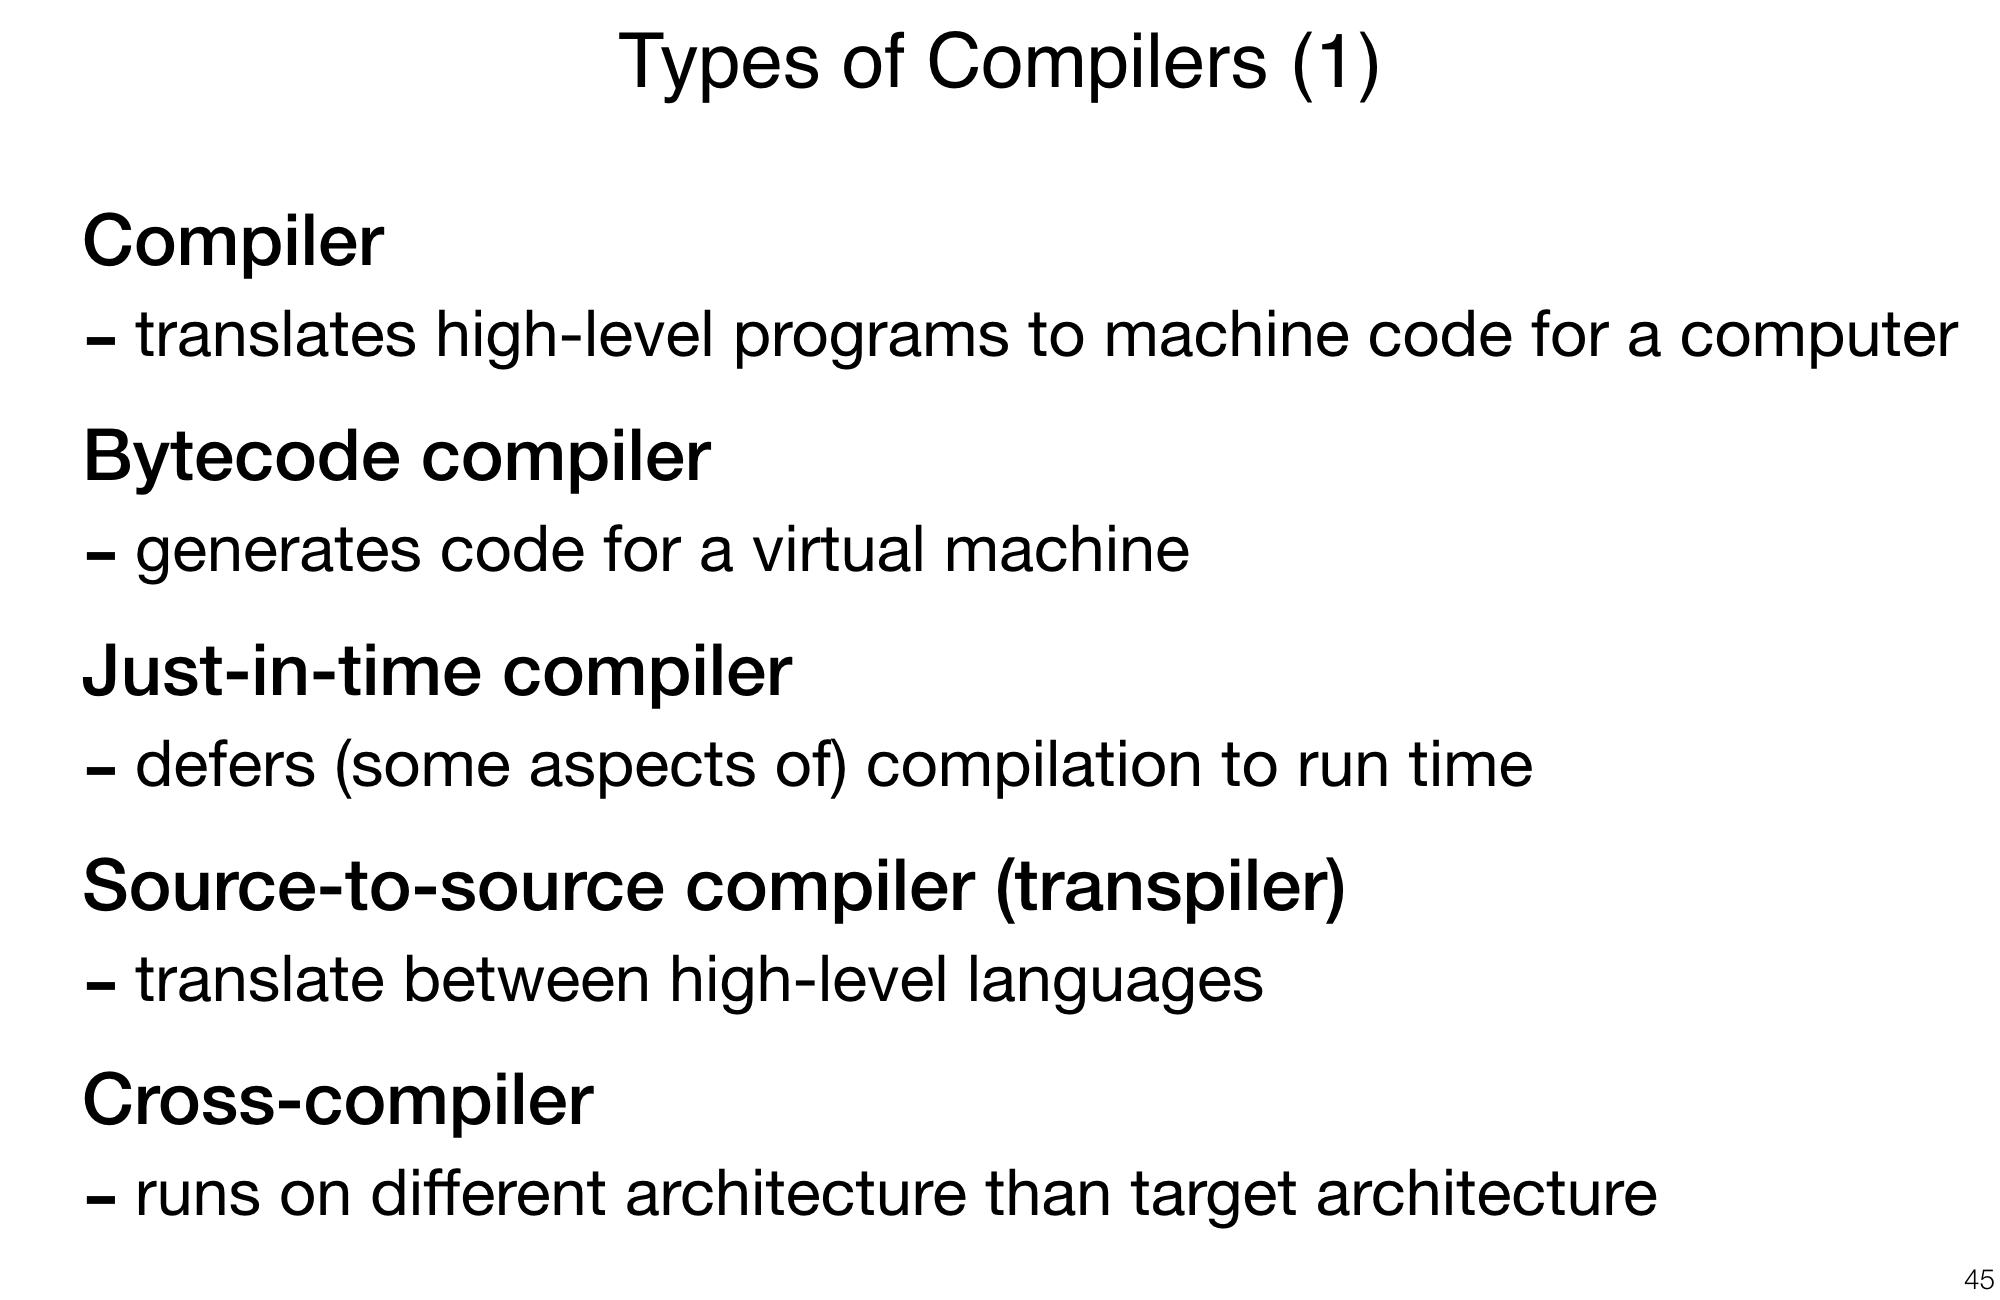 Types of Compilers (1)
Compiler
- translates high-level programs to machine code for a computer
Bytecode compiler
- generates code for a virtual machine
Just-in-time compiler
- defers (some aspects of) compilation to run time
Source-to-source compiler (transpiler)
- translate between high-level languages
Cross-compiler
- runs on different architecture than target architecture
45